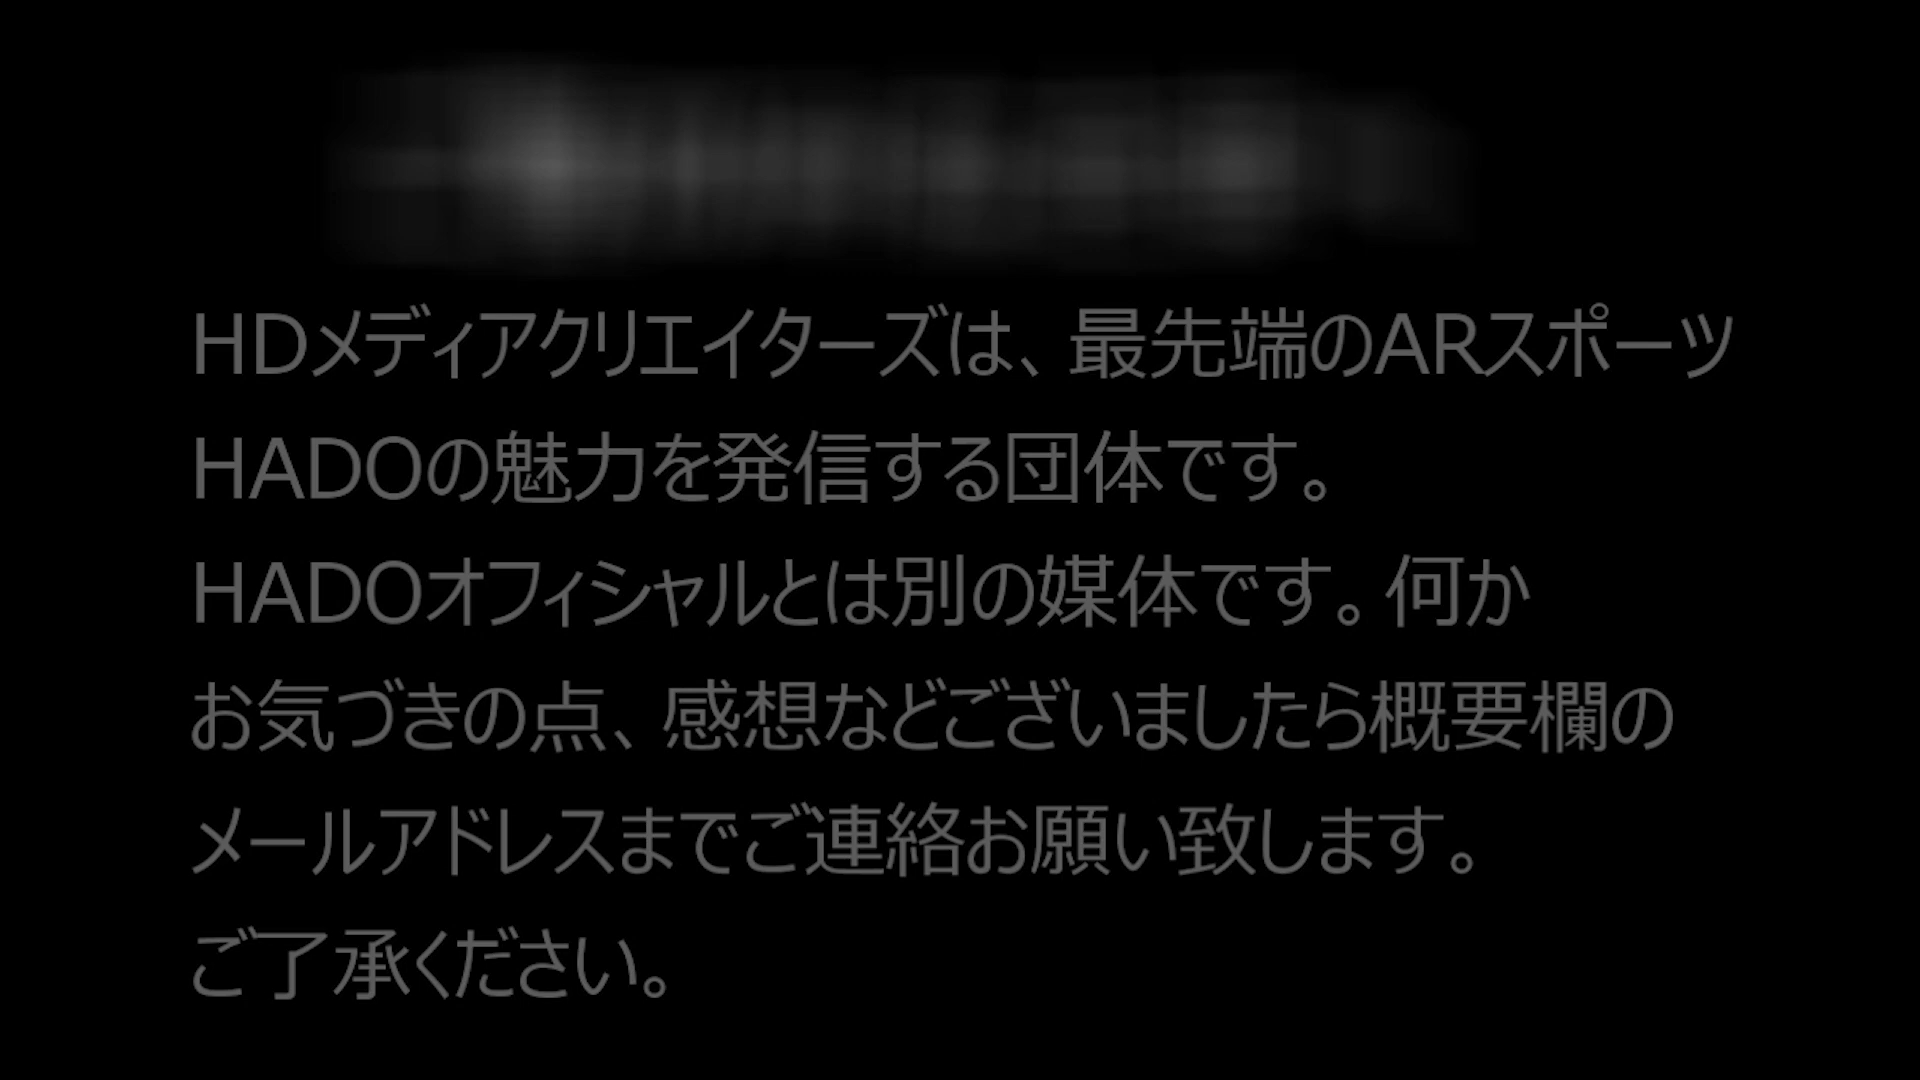 HDメディアクリエイターズは、最先端のARスポーツ
HADOの魅力を発信する団体です。
HADOオフィシャルとは別の媒体です。何か
お気づきの点、感想などございましたら概要欄の
メールアドレスまでご連絡お願い致します。
ご了承ください。